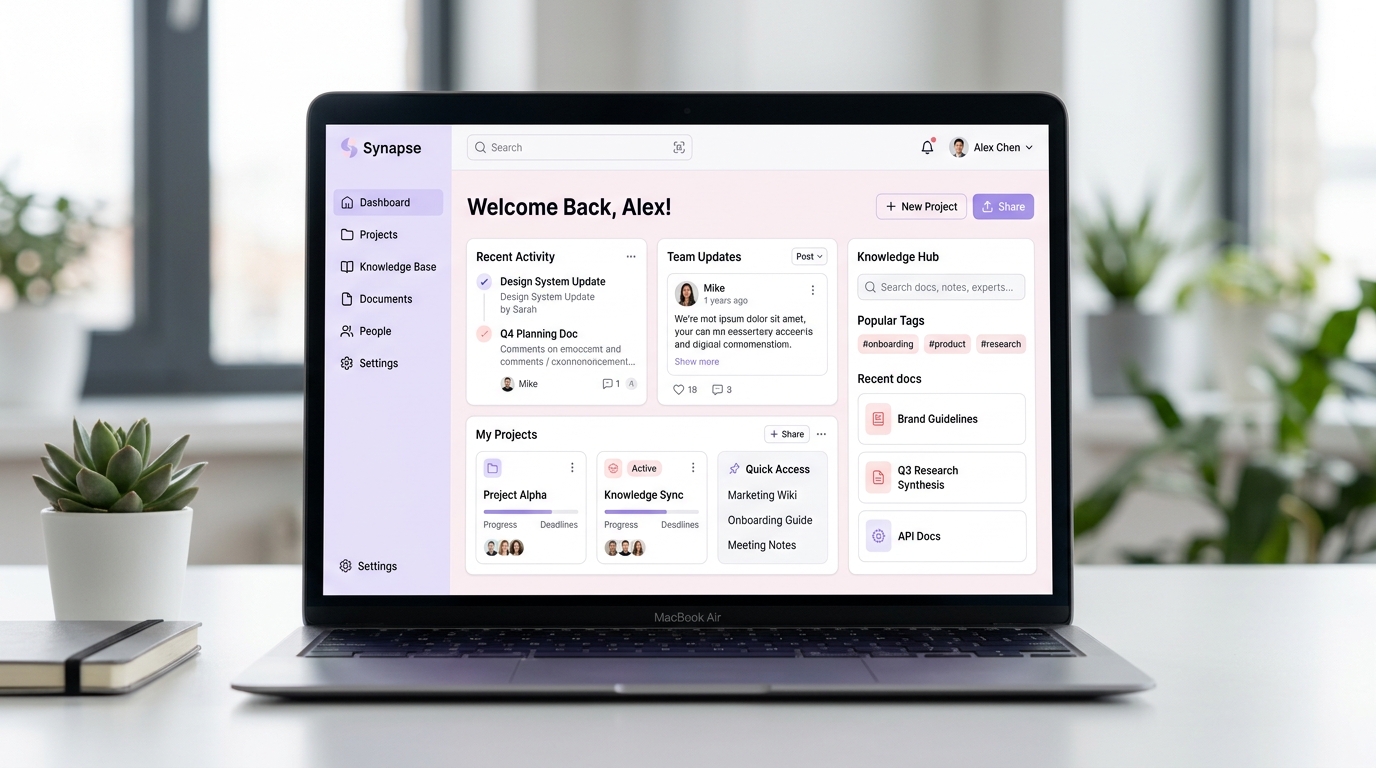 Synapse
Search
Alex Chen
Dashboard
Projects
Knowledge Base
Documents
People
Settings
Settings
Welcome Back, Alex!
+ New Project
Share
Recent Activity
Design System Update
Design System Update
by Sarah
Q4 Planning Doc
Comments on emoccemt and
comments / cxonnononcement...
Mike
1
A
Team Updates
Post
Mike
1 years ago
We're mot ipsum dolor sit amet,
your can mn eessertery acceeris
and digiqal comomenstiom.
Show more
18
3
My Projects
+ Share
Project Alpha
Progress Deadlines
Active
Knowledge Sync
Progress Desdlines
Quick Access
Marketing Wiki
Onboarding Guide
Meeting Notes
Knowledge Hub
Search docs, notes, experts...
Popular Tags
#onboarding #product #research
Recent docs
Brand Guidelines
Q3 Research
Synthesis
API Docs
MacBook Air